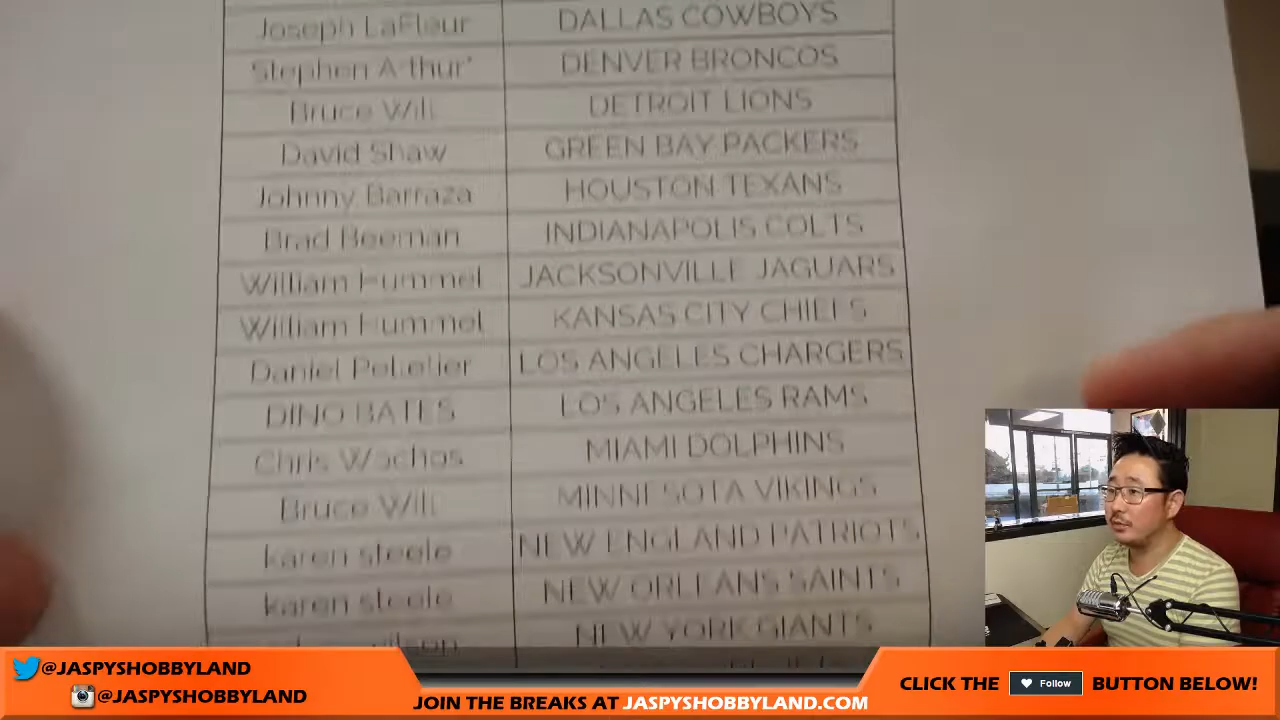 Joseph LaFleur DALLAS COWBOYS
Stephen Arthur' DENVER BRONCOS
Bruce Will DETROIT LIONS
David Shaw GREEN BAY PACKERS
Johnny Barraza HOUSTON TEXANS
Brad Beeman INDIANAPOLIS COLTS
William Hummel JACKSONVILLE JAGUARS
William Hummel KANSAS CITY CHIEFS
Daniel LOS ANGELES CHARGERS
DINO BATES LOS ANGELES RAMS
Chris MIAMI DOLPHINS
Bruce Will MINNESOTA VIKINGS
karen steele NEW ENGLAND PATRIOTS
karen steele NEW ORLEANS SAINTS
NEW YORK GIANTS
@JASPYSHOBBYLAND
@JASPYSHOBBYLAND
JOIN THE BREAKS AT JASPYSHOBBYLAND.COM
CLICK THE Follow BUTTON BELOW!